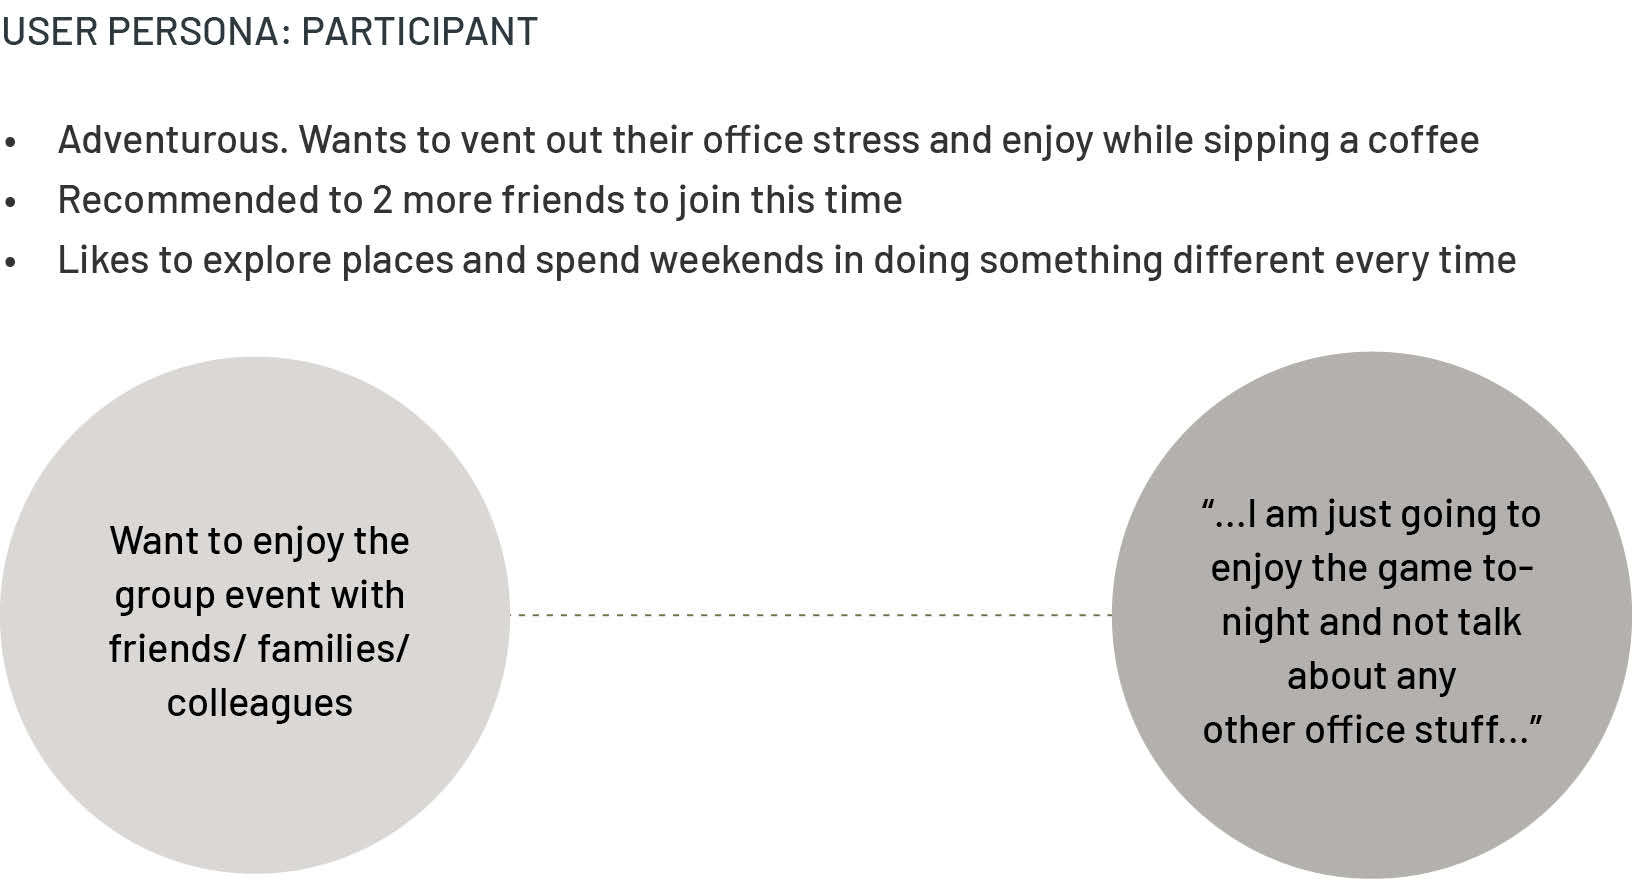 USER PERSONA: PARTICIPANT
• Adventurous. Wants to vent out their office stress and enjoy while sipping a coffee
• Recommended to 2 more friends to join this time
• Likes to explore places and spend weekends in doing something different every time
Want to enjoy the
group event with
friends/ families/
colleagues
“...I am just going to
enjoy the game to-
night and not talk
about any
other office stuff...”